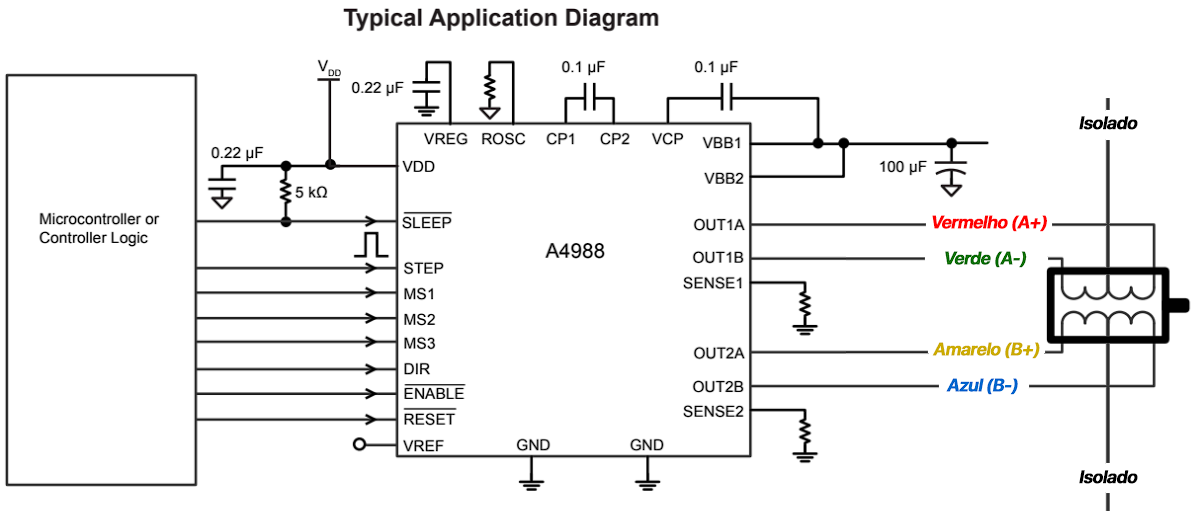 Typical Application Diagram
VDD
0.22 µF
0.1 µF
0.1 µF
VREG
ROSC
CP1
CP2
VCP
VBB1
0.22 µF
VDD
100 µF
VBB2
5 kΩ
Isolado
Microcontroller or
Controller Logic
SLEEP
OUT1A
Vermelho (A+)
A4988
OUT1B
Verde (A-)
STEP
SENSE1
MS1
MS2
MS3
OUT2A
Amarelo (B+)
DIR
OUT2B
Azul (B-)
ENABLE
SENSE2
RESET
VREF
GND
GND
Isolado